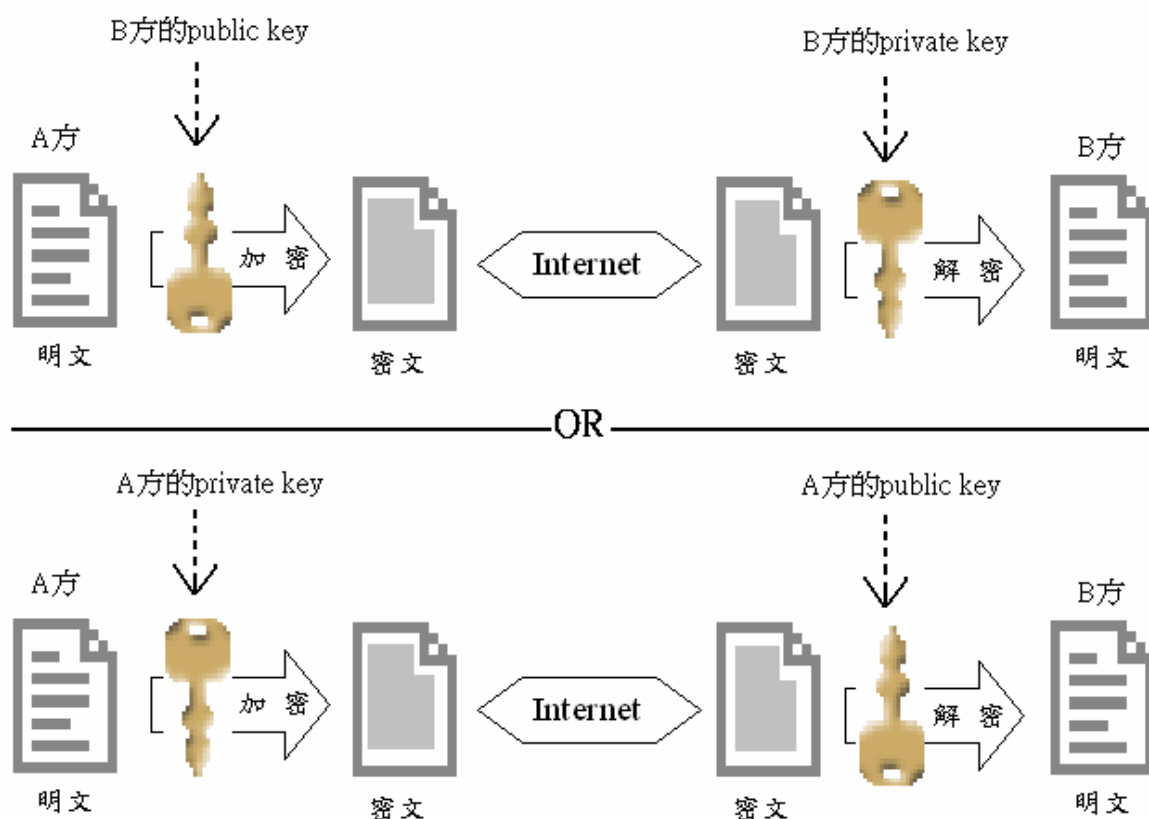 B方的public key
B方的private key
A方
B方
加密
Internet
解密
明文
密文
密文
明文
OR
A方的private key
A方的public key
A方
B方
加密
Internet
解密
明文
密文
密文
明文